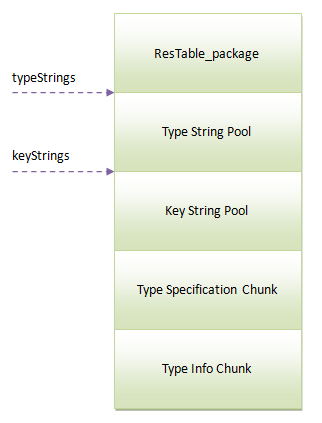 ResTable_package
typeStrings
Type String Pool
keyStrings
Key String Pool
Type Specification Chunk
Type Info Chunk